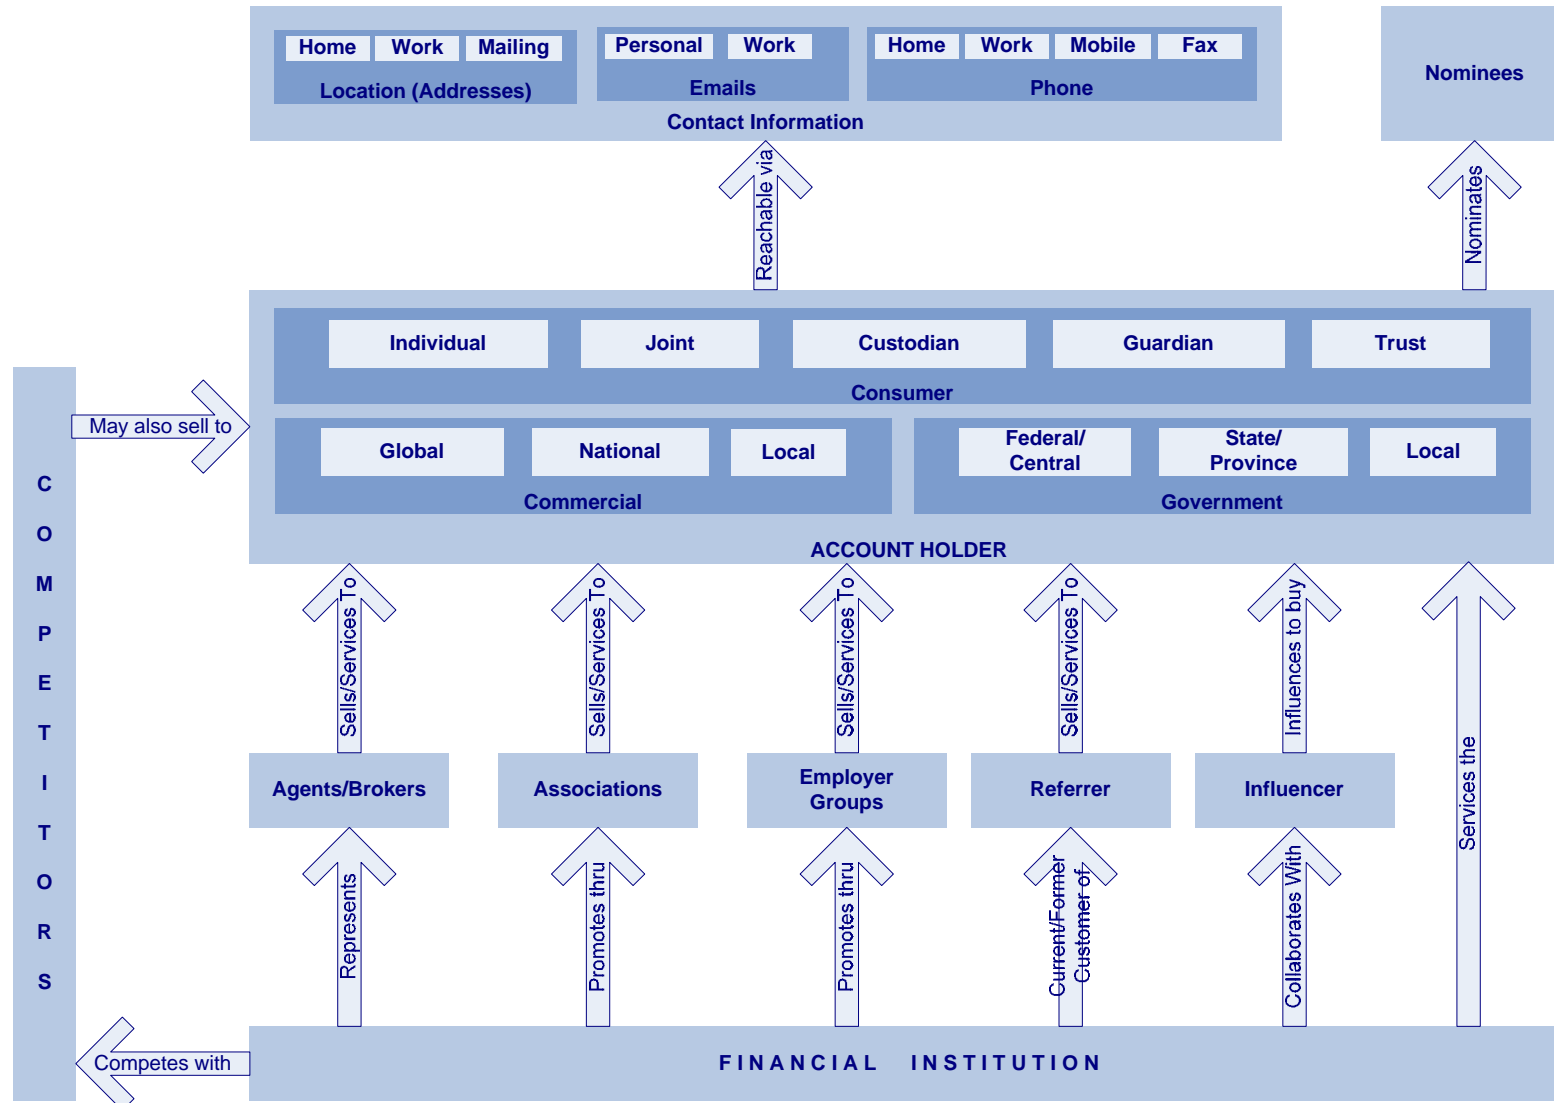 Home Work Mailing
Location (Addresses)
Personal Work
Emails
Home Work Mobile Fax
Phone
Contact Information
Nominees
Reachable via
Nominates
Individual Joint Custodian Guardian Trust
Consumer
Global National Local
Commercial
Federal/
Central
State/
Province
Local
Government
ACCOUNT HOLDER
May also sell to
COMPETITORS
Sells/Services To
Sells/Services To
Sells/Services To
Sells/Services To
Influences to buy
Services the
Agents/Brokers
Associations
Employer
Groups
Referrer
Influencer
Represents
Promotes thru
Promotes thru
Current/Former
Customer of
Collaborates With
Competes with
FINANCIAL INSTITUTION